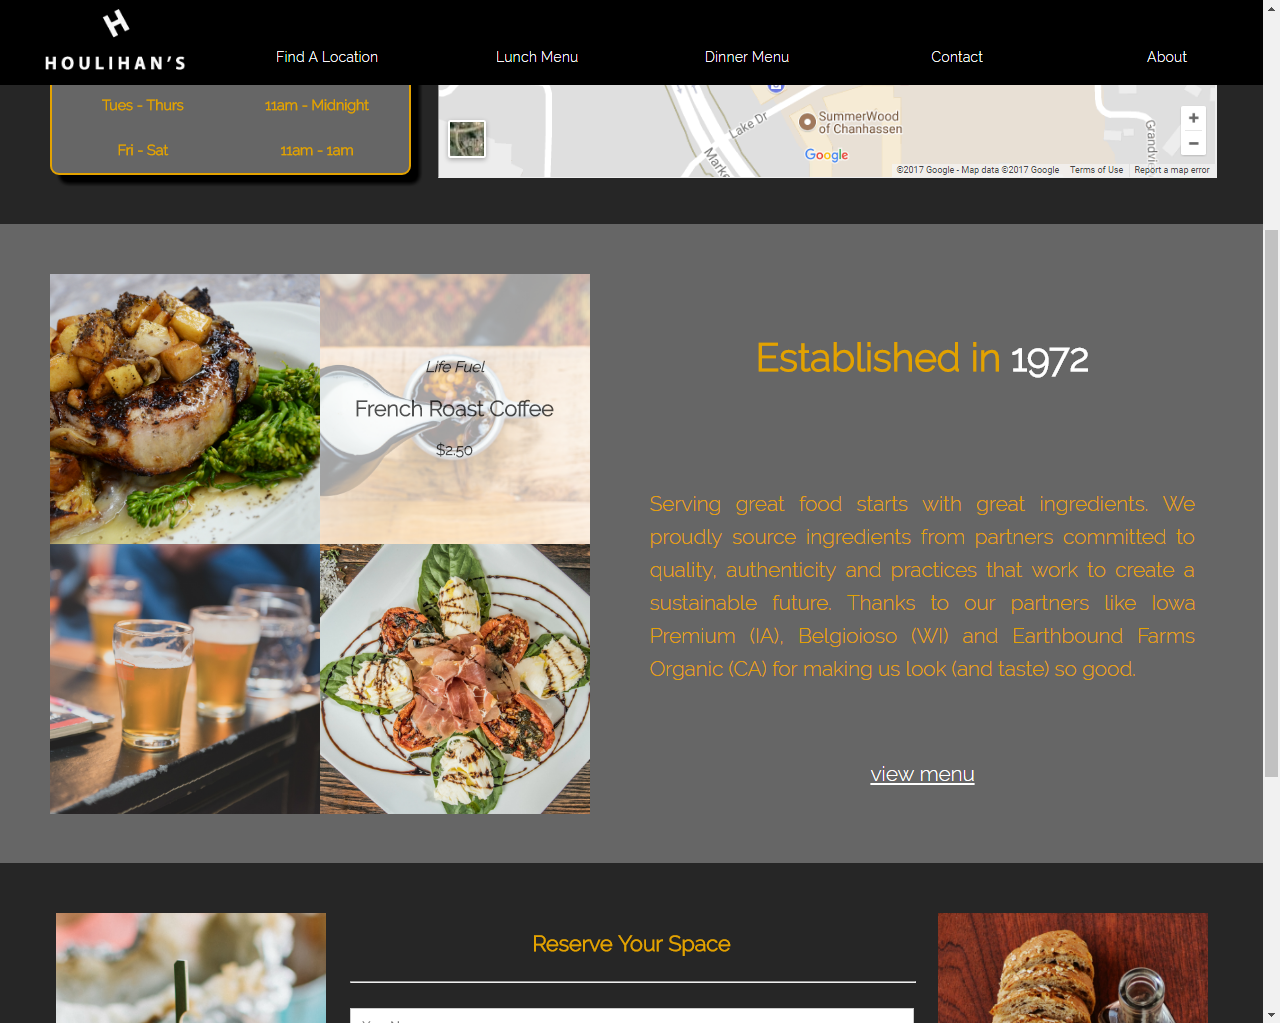 H
HOULIHAN'S
Find A Location
Lunch Menu
Dinner Menu
Contact
About
Tues - Thurs
11am - Midnight
Fri - Sat
11am - 1am
Lake Dr
SummerWood
of Chanhassen
Google
©2017 Google - Map data ©2017 Google
Terms of Use
Report a map error
+
−
Life Fuel
French Roast Coffee
$2.50
Established in 1972
Serving great food starts with great ingredients. We
proudly source ingredients from partners committed to
quality, authenticity and practices that work to create a
sustainable future. Thanks to our partners like Iowa
Premium (IA), Belgioioso (WI) and Earthbound Farms
Organic (CA) for making us look (and taste) so good.
view menu
Reserve Your Space